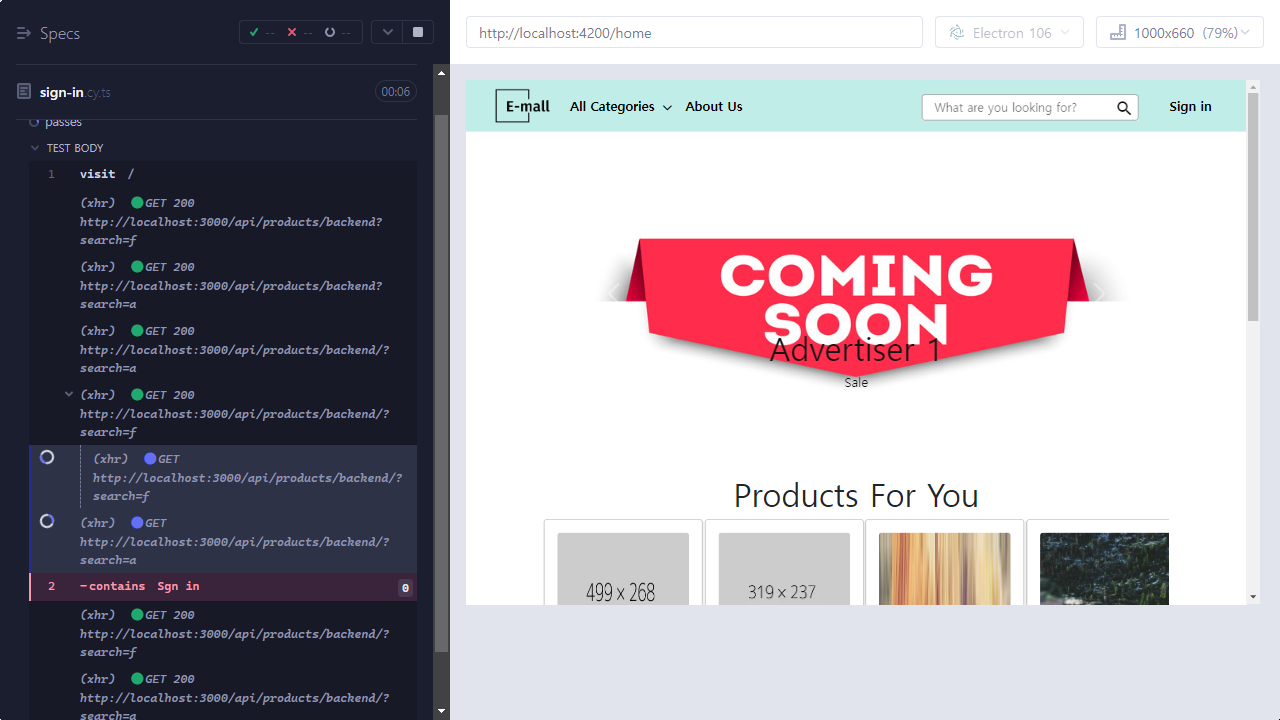 Specs
--
--
--
sign-in.cy.ts
00:06
passes
TEST BODY
1 visit /
(xhr) GET 200
http://localhost:3000/api/products/backend?
search=f
(xhr) GET 200
http://localhost:3000/api/products/backend?
search=a
(xhr) GET 200
http://localhost:3000/api/products/backend/?
search=a
(xhr) GET 200
http://localhost:3000/api/products/backend/?
search=f
(xhr) GET
http://localhost:3000/api/products/backend/?
search=f
(xhr) GET
http://localhost:3000/api/products/backend/?
search=a
2 -contains Sgn in 0
(xhr) GET 200
http://localhost:3000/api/products/backend/?
search=f
(xhr) GET 200
http://localhost:3000/api/products/backend/?
search=a
http://localhost:4200/home
Electron 106
1000x660 (79%)
E-mall
All Categories
About Us
What are you looking for?
Sign in
COMING
SOON
Advertiser 1
Sale
Products For You
499 x 268
319 × 237